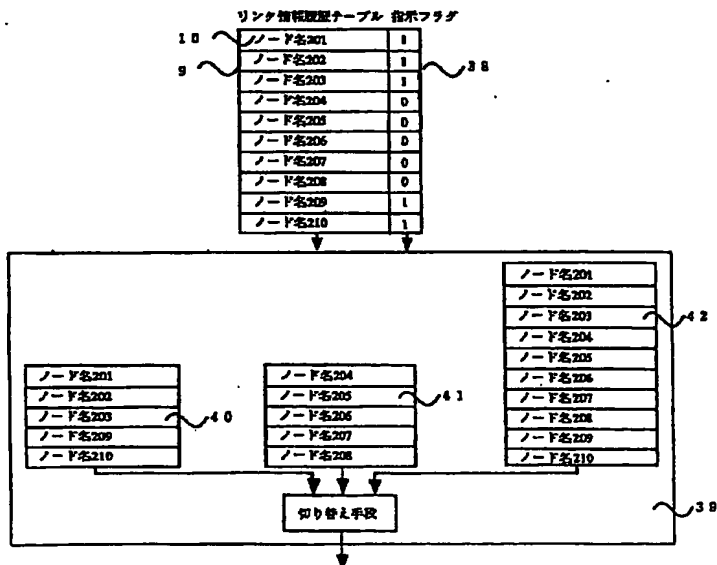 リンク情報履歴テーブル 指示フラグ
10 ノード名201 1
9 ノード名202 1 38
ノード名203 1
ノード名204 0
ノード名205 0
ノード名206 0
ノード名207 0
ノード名208 0
ノード名209 1
ノード名210 1
ノード名201
ノード名202
ノード名203 42
ノード名204
ノード名205
ノード名206
ノード名207
ノード名208
ノード名209
ノード名210
ノード名201
ノード名202
ノード名203 40
ノード名209
ノード名210
ノード名204
ノード名205 41
ノード名206
ノード名207
ノード名208
切り替え手段
39